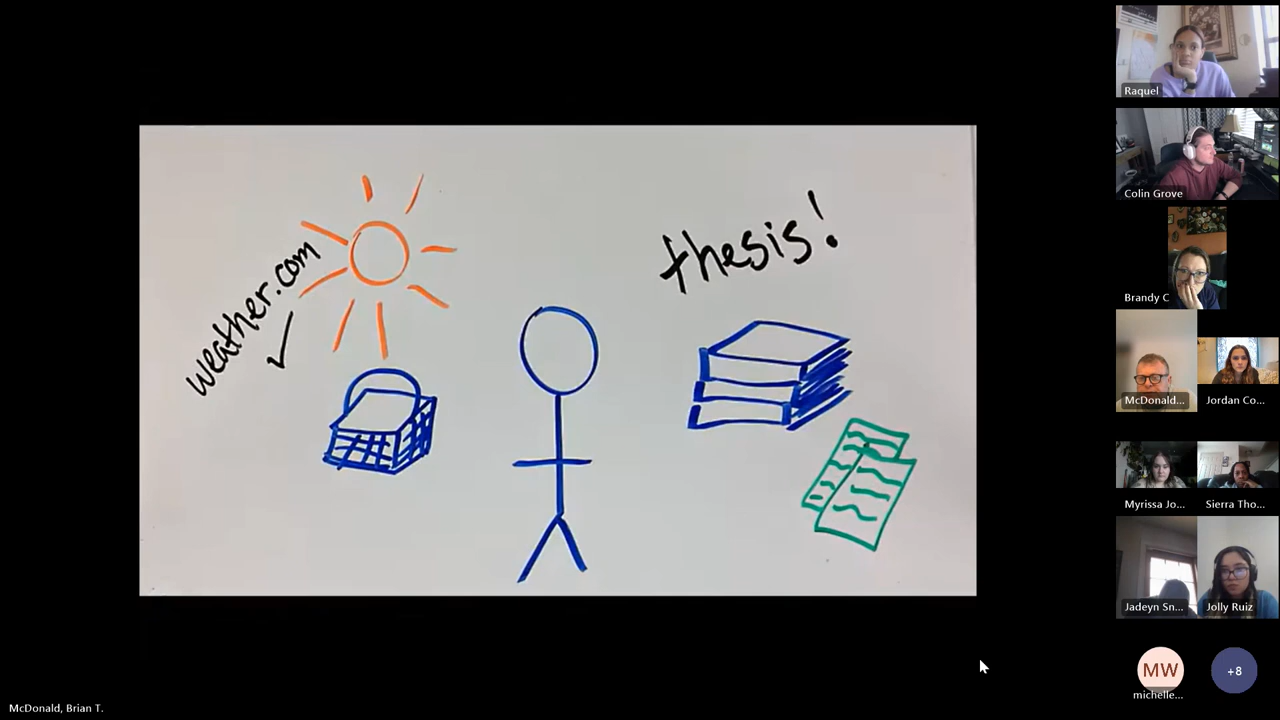 weather.com
thesis!
Raquel
Colin Grove
Brandy C
McDonald...
Jordan Co...
Myrissa Jo...
Sierra Tho...
Jadeyn Sn...
Jolly Ruiz
MW
michelle...
+8
McDonald, Brian T.